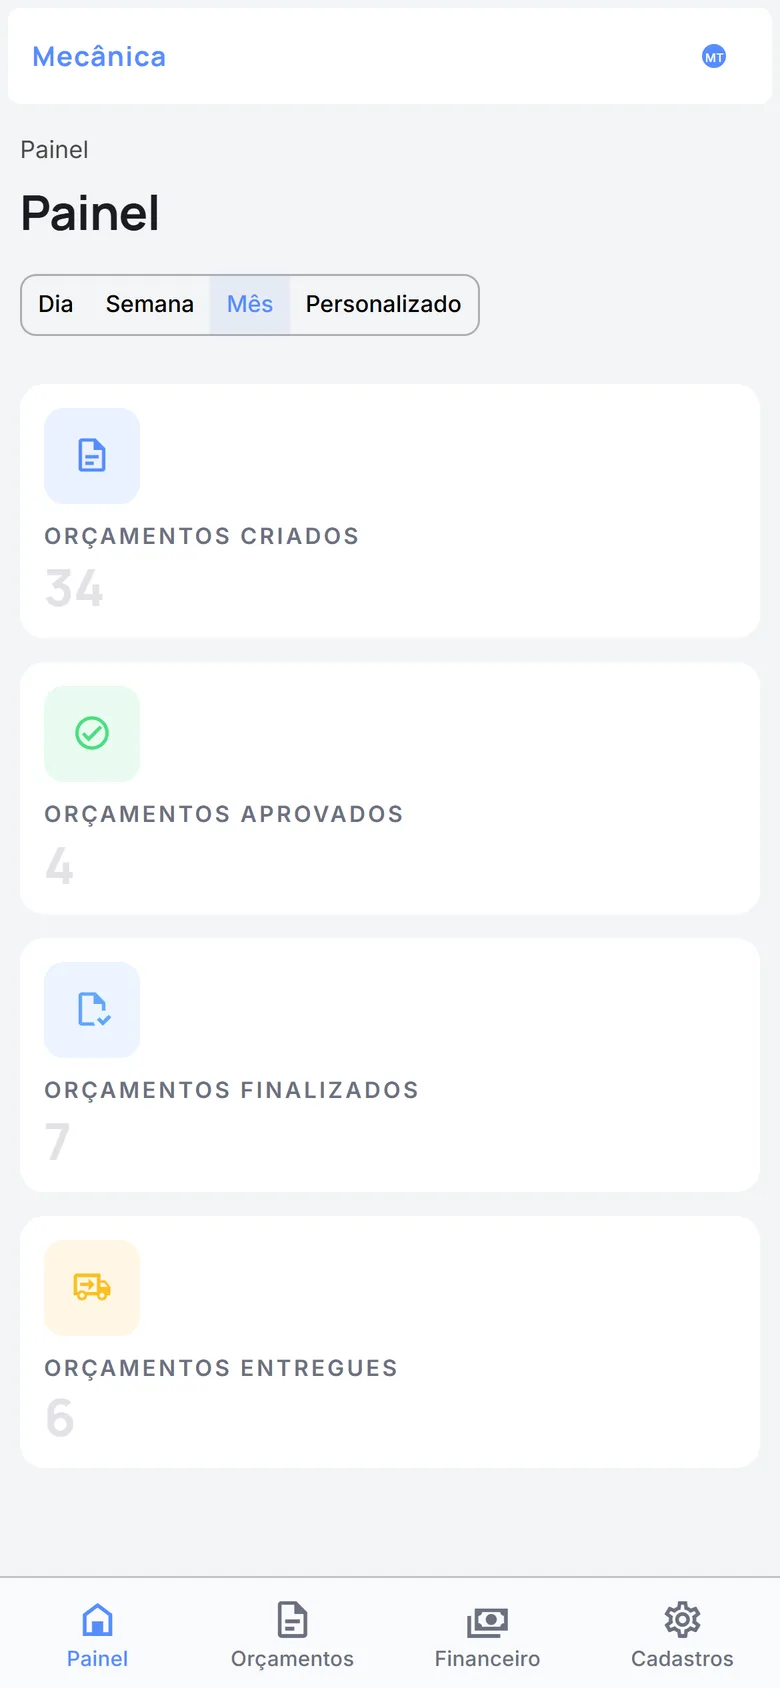 Mecânica
MT
Painel
Painel
Dia Semana Mês Personalizado
ORÇAMENTOS CRIADOS
34
ORÇAMENTOS APROVADOS
4
ORÇAMENTOS FINALIZADOS
7
ORÇAMENTOS ENTREGUES
6
Painel Orçamentos Financeiro Cadastros